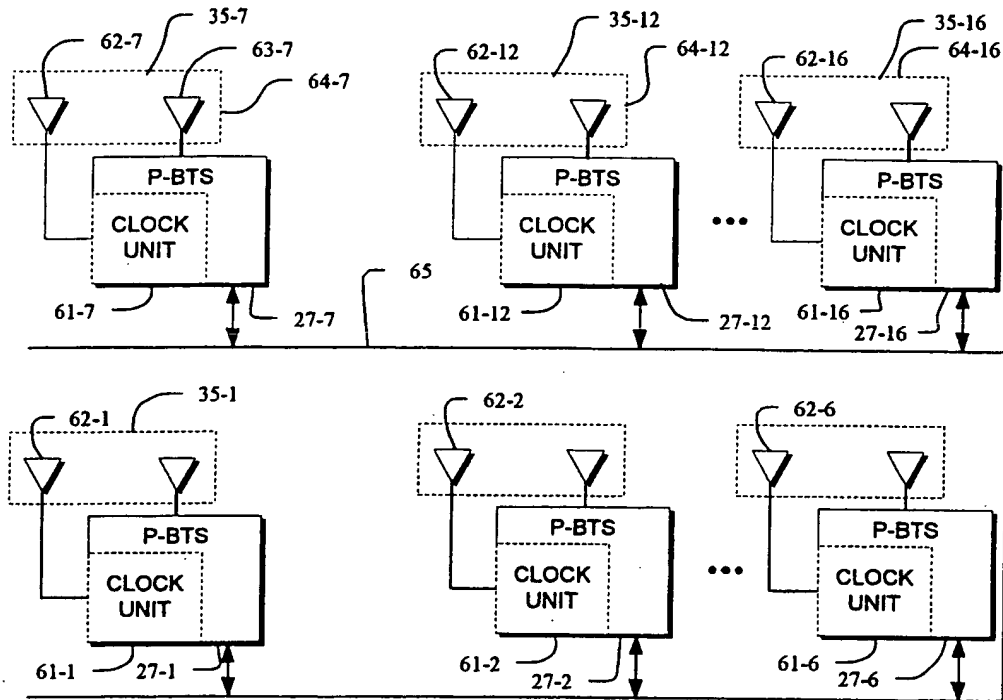 35-7 35-12 35-16
62-7 63-7 62-12 64-12 62-16 64-16
64-7
P-BTS P-BTS P-BTS
CLOCK UNIT CLOCK UNIT CLOCK UNIT
65
61-7 27-7 61-12 27-12 61-16 27-16
62-1 35-1 62-2 62-6
P-BTS P-BTS P-BTS
CLOCK UNIT CLOCK UNIT CLOCK UNIT
61-1 27-1 61-2 27-2 61-6 27-6